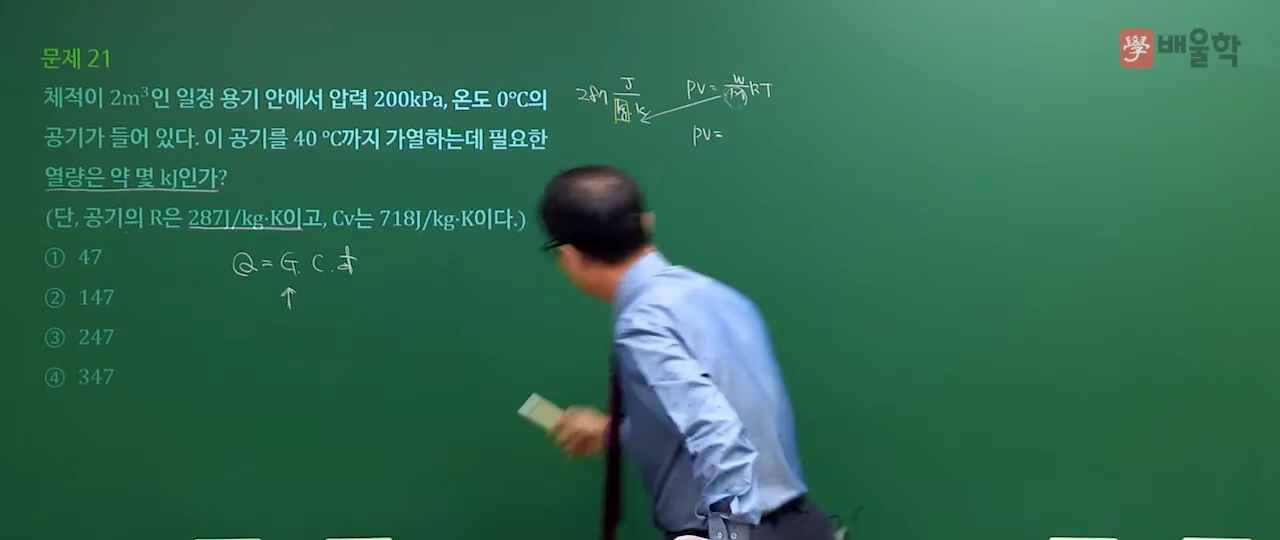 學 배울학
문제 21
체적이 2m³인 일정 용기 안에서 압력 200kPa, 온도 0℃의
공기가 들어 있다. 이 공기를 40 ℃까지 가열하는데 필요한
열량은 약 몇 kJ인가?
(단, 공기의 R은 287J/kg·K이고, Cv는 718J/kg·K이다.)
① 47
② 147
③ 247
④ 347
Q = G. C.
↑
J
PV =
RT
PV =